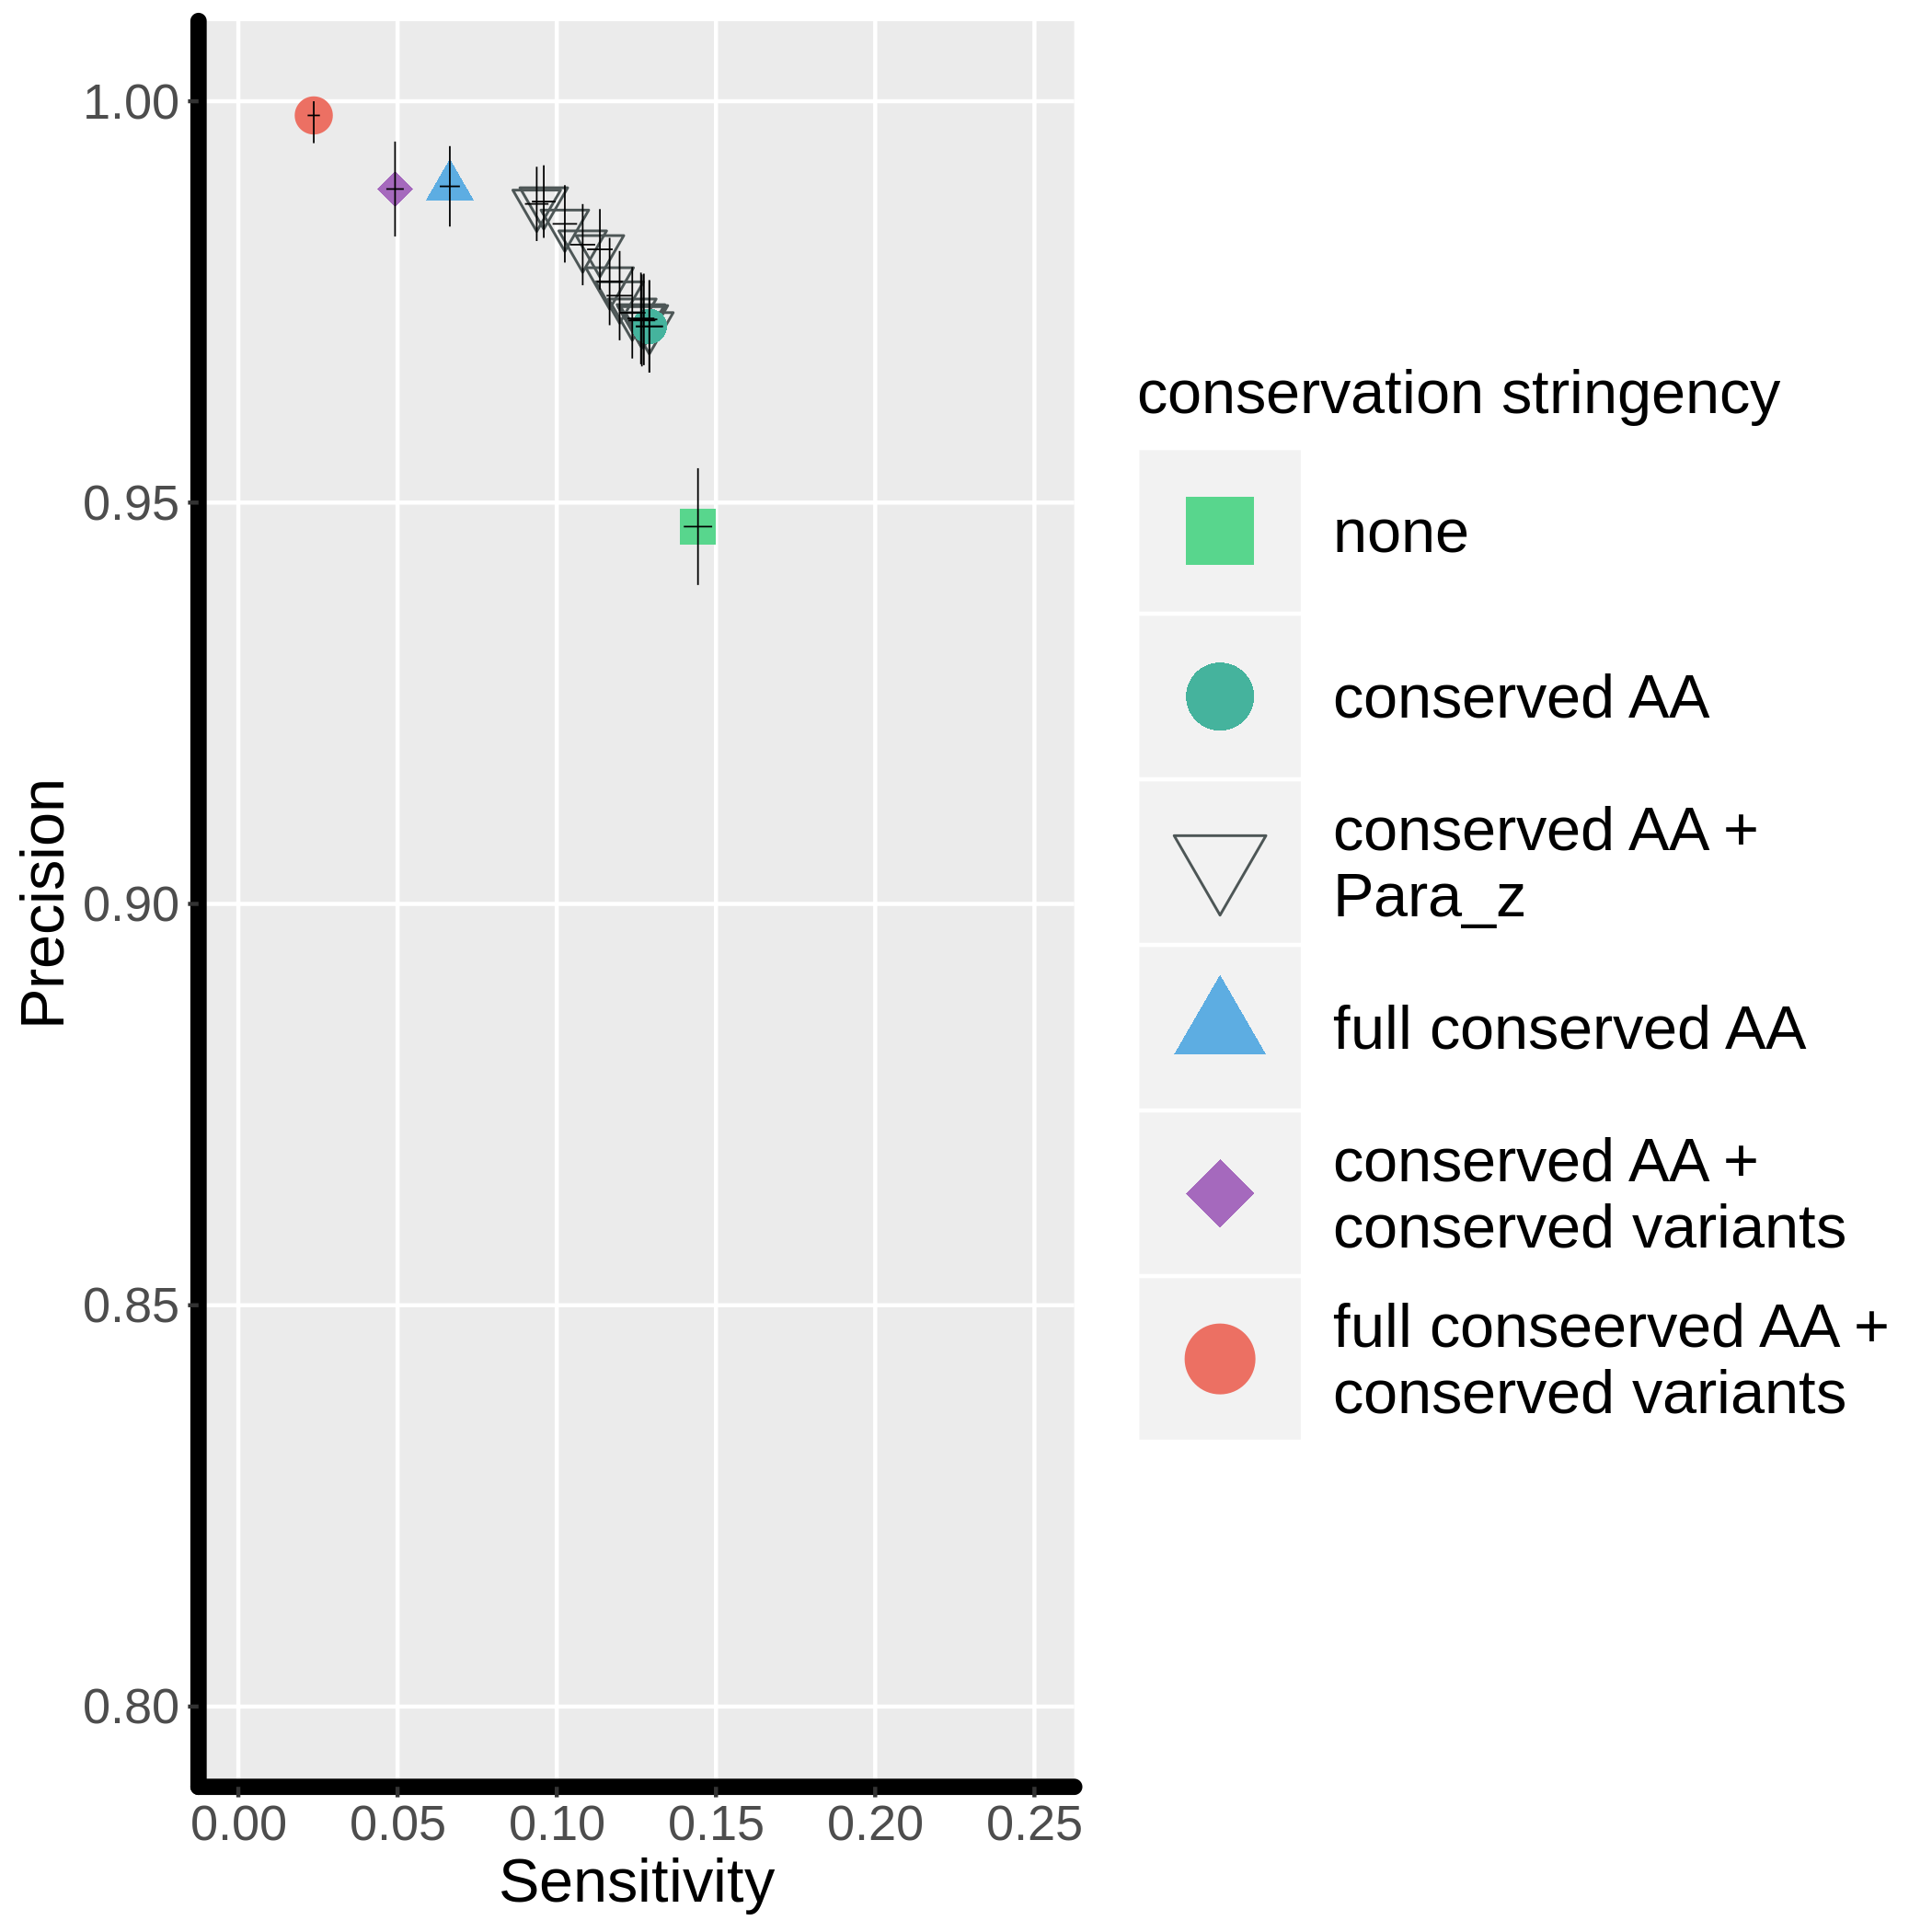 1.00
0.95
0.90
0.85
0.80
Precision
0.00 0.05 0.10 0.15 0.20 0.25
Sensitivity
conservation stringency
none
conserved AA
conserved AA +
Para_z
full conserved AA
conserved AA +
conserved variants
full conseerved AA +
conserved variants